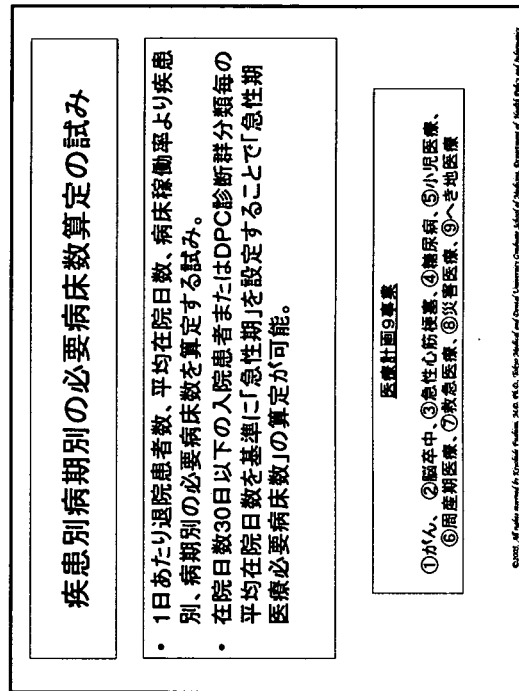 疾患別病期別の必要病床数算定の試み
• 1日あたり退院患者数、平均在院日数、病床稼働率より疾患
別、病期別の必要病床数を算定する試み。
• 在院日数30日以下の入院患者またはDPC診断群分類毎の
平均在院日数を基準に「急性期」を設定することで「急性期
医療必要病床数」の算定が可能。
医療計画9事業
①がん、②脳卒中、③急性心筋梗塞、④糖尿病、⑤小児医療、
⑥周産期医療、⑦救急医療、⑧災害医療、⑨へき地医療